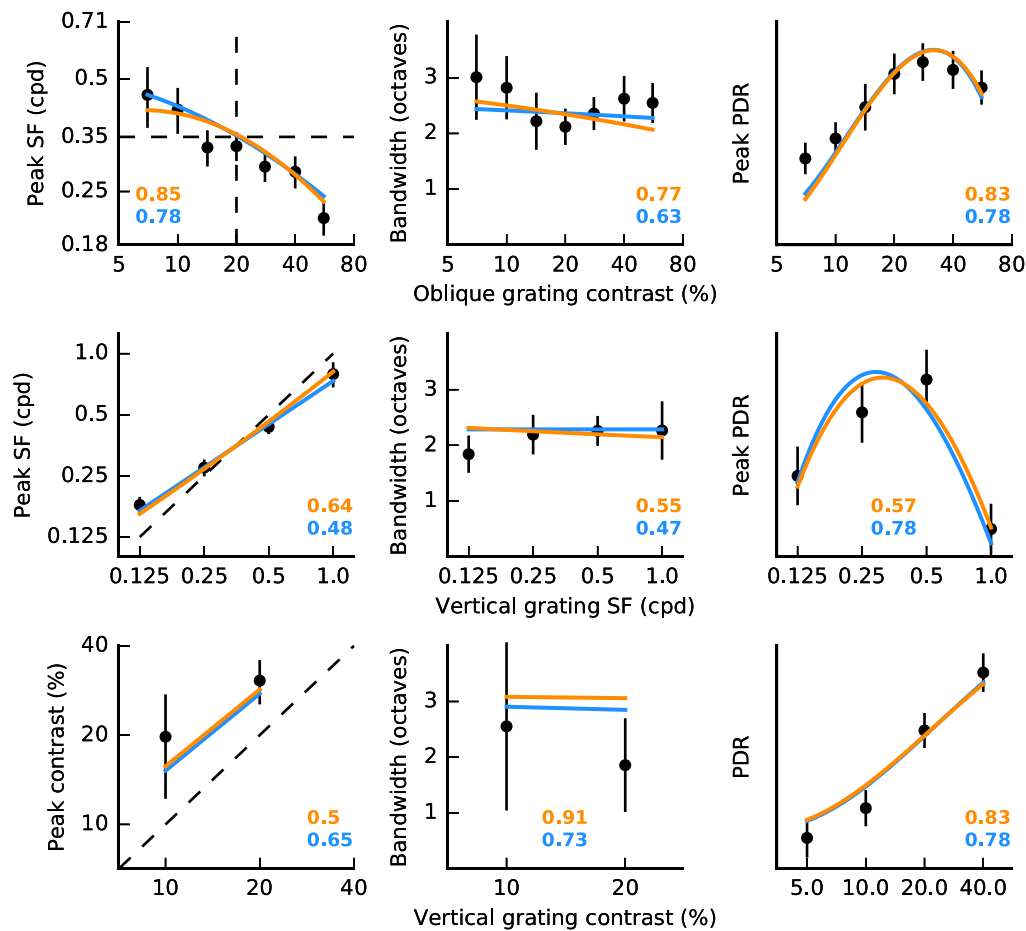 Peak SF (cpd)
0.71
0.5
0.35
0.25
0.18
0.85
0.78
5 10 20 40 80
Bandwidth (octaves)
3
2
1
0.77
0.63
5 10 20 40 80
Oblique grating contrast (%)
Peak PDR
0.83
0.78
5 10 20 40 80
Peak SF (cpd)
1.0
0.5
0.25
0.125
0.64
0.48
0.125 0.25 0.5 1.0
Bandwidth (octaves)
3
2
1
0.55
0.47
0.125 0.25 0.5 1.0
Vertical grating SF (cpd)
Peak PDR
0.57
0.78
0.125 0.25 0.5 1.0
Peak contrast (%)
40
20
10
0.5
0.65
10 20 40
Bandwidth (octaves)
3
2
1
0.91
0.73
10 20
Vertical grating contrast (%)
PDR
0.83
0.78
5.0 10.0 20.0 40.0